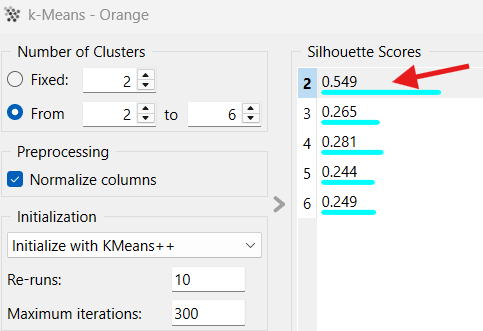 k-Means - Orange
Number of Clusters
Fixed: 2
From 2 to 6
Preprocessing
Normalize columns
Initialization
Initialize with KMeans++
Re-runs: 10
Maximum iterations: 300
Silhouette Scores
2 0.549
3 0.265
4 0.281
5 0.244
6 0.249